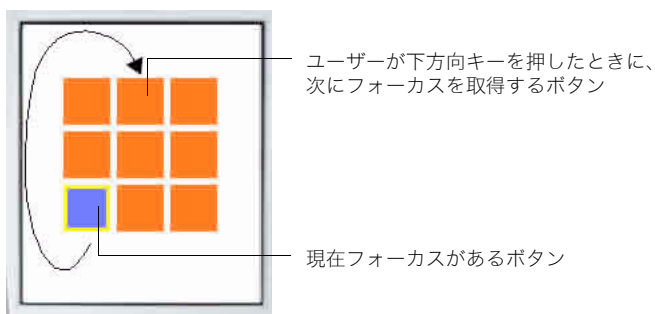 ユーザーが下方向キーを押したときに、
次にフォーカスを取得するボタン
現在フォーカスがあるボタン